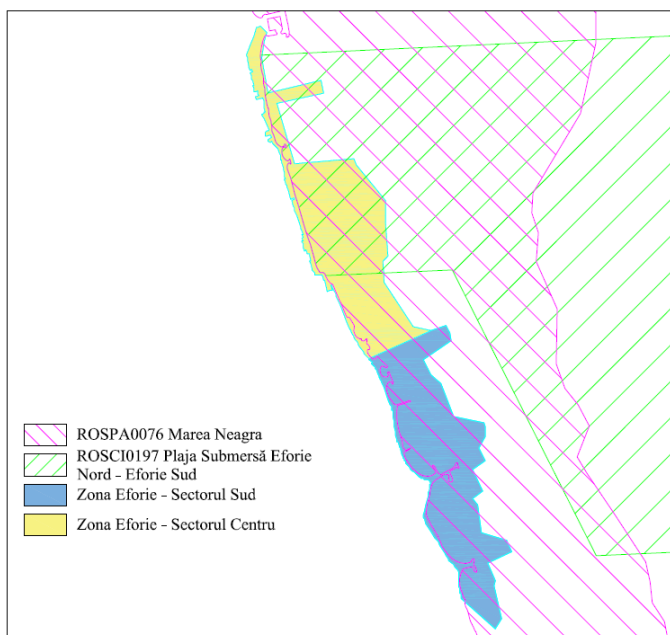 ROSPA0076 Marea Neagra
ROSCI0197 Plaja Submersă Eforie
Nord - Eforie Sud
Zona Eforie - Sectorul Sud
Zona Eforie - Sectorul Centru